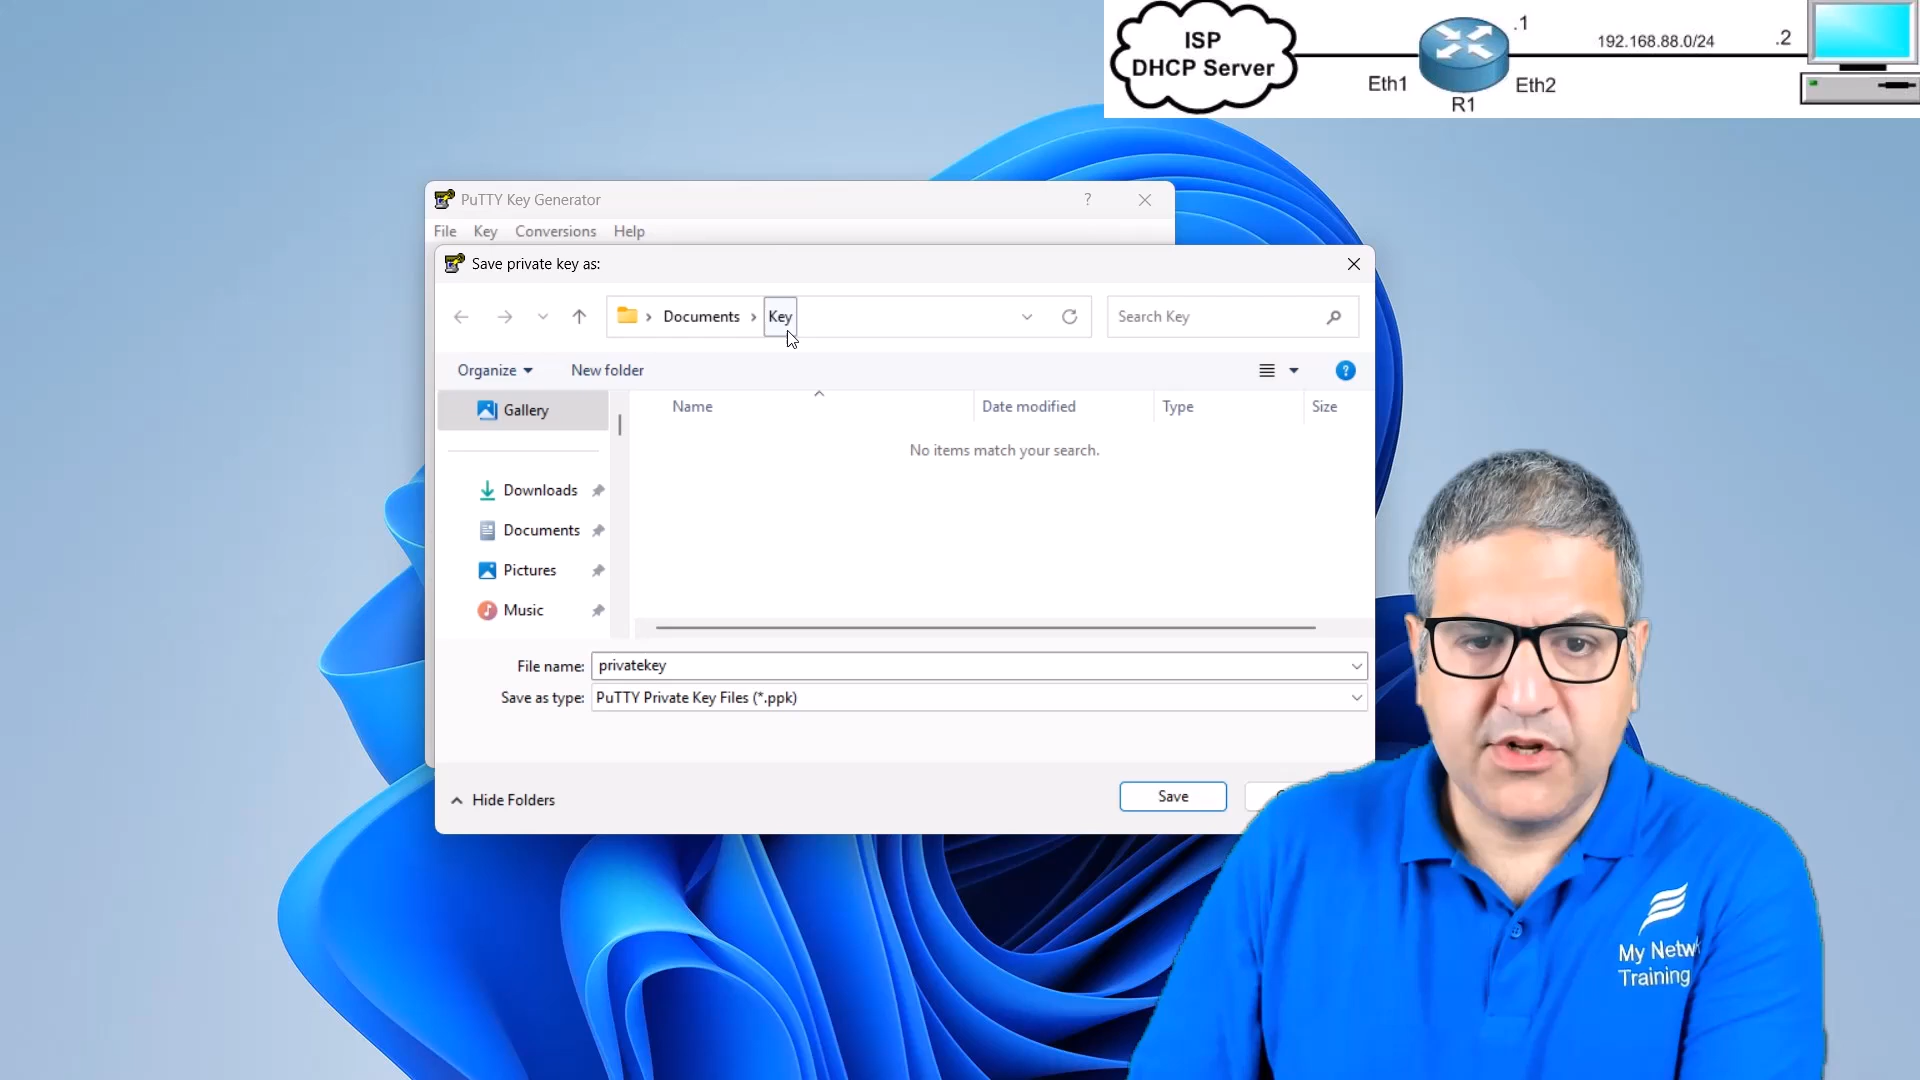 ISP
DHCP Server
.1
192.168.88.0/24
.2
Eth1
Eth2
R1
PuTTY Key Generator
?
File Key Conversions Help
Save private key as:
Documents > Key
Search Key
Organize
New folder
?
Gallery
Name
Date modified
Type
Size
No items match your search.
Downloads
Documents
Pictures
Music
File name: privatekey
Save as type: PuTTY Private Key Files (*.ppk)
Hide Folders
Save
My Netw
Training